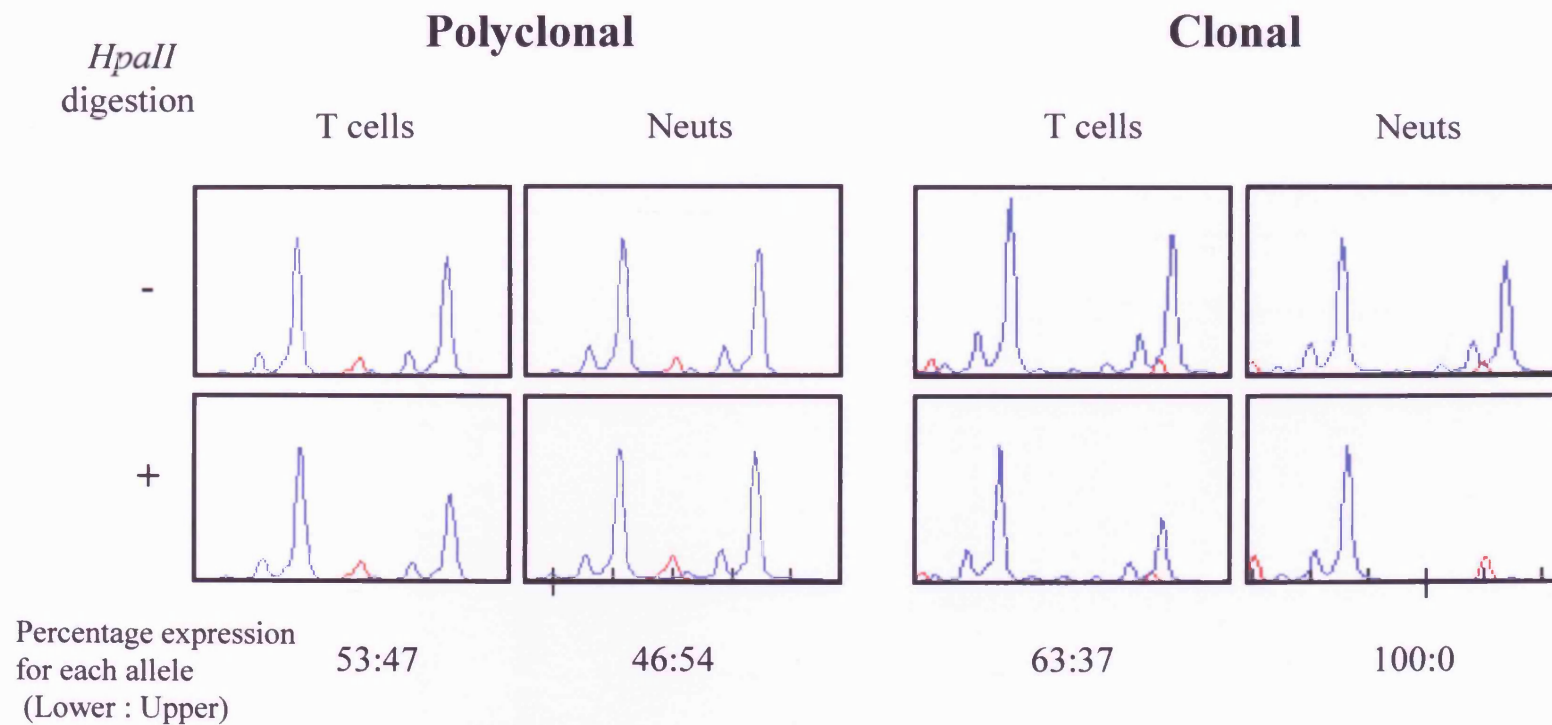 Polyclonal
Clonal
HpaII
digestion
T cells
Neuts
T cells
Neuts
-
+
Percentage expression
for each allele
(Lower : Upper)
53:47
46:54
63:37
100:0